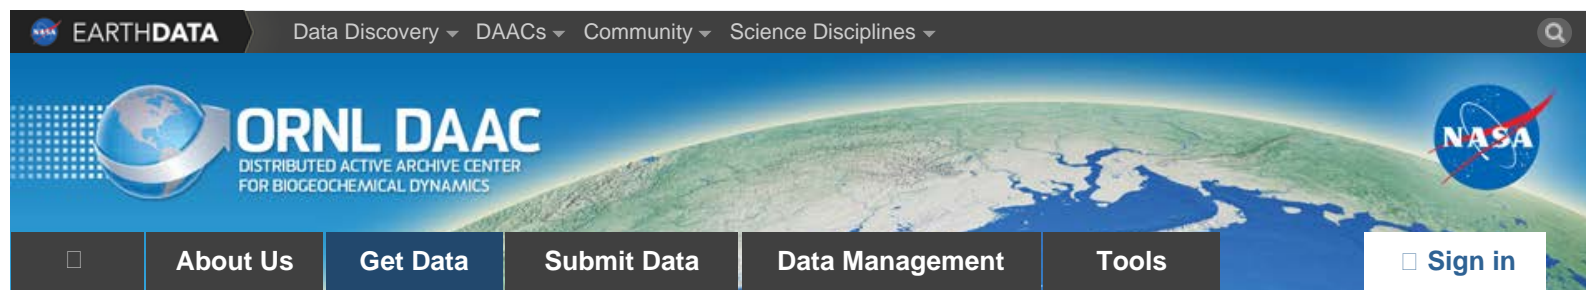 NASA EARTHDATA Data Discovery DAACs Community Science Disciplines
ORNL DAAC
DISTRIBUTED ACTIVE ARCHIVE CENTER
FOR BIOGEOCHEMICAL DYNAMICS
NASA
About Us Get Data Submit Data Data Management Tools Sign in